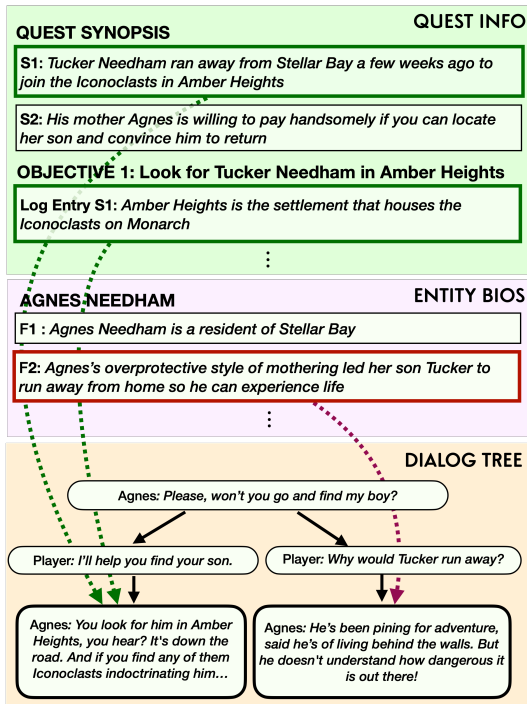 QUEST INFO
QUEST SYNOPSIS
S1: Tucker Needham ran away from Stellar Bay a few weeks ago to
join the Iconoclasts in Amber Heights
S2: His mother Agnes is willing to pay handsomely if you can locate
her son and convince him to return
OBJECTIVE 1: Look for Tucker Needham in Amber Heights
Log Entry S1: Amber Heights is the settlement that houses the
Iconoclasts on Monarch
⋮
ENTITY BIOS
AGNES NEEDHAM
F1 : Agnes Needham is a resident of Stellar Bay
F2: Agnes's overprotective style of mothering led her son Tucker to
run away from home so he can experience life
⋮
DIALOG TREE
Agnes: Please, won't you go and find my boy?
Player: I'll help you find your son.
Player: Why would Tucker run away?
Agnes: You look for him in Amber
Heights, you hear? It's down the
road. And if you find any of them
Iconoclasts indoctrinating him…
Agnes: He's been pining for adventure,
said he's of living behind the walls. But
he doesn't understand how dangerous it
is out there!